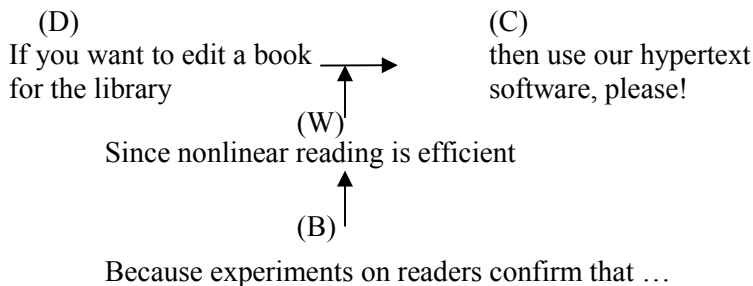 (D) (C)
If you want to edit a book then use our hypertext
for the library software, please!
(W)
Since nonlinear reading is efficient
(B)
Because experiments on readers confirm that …